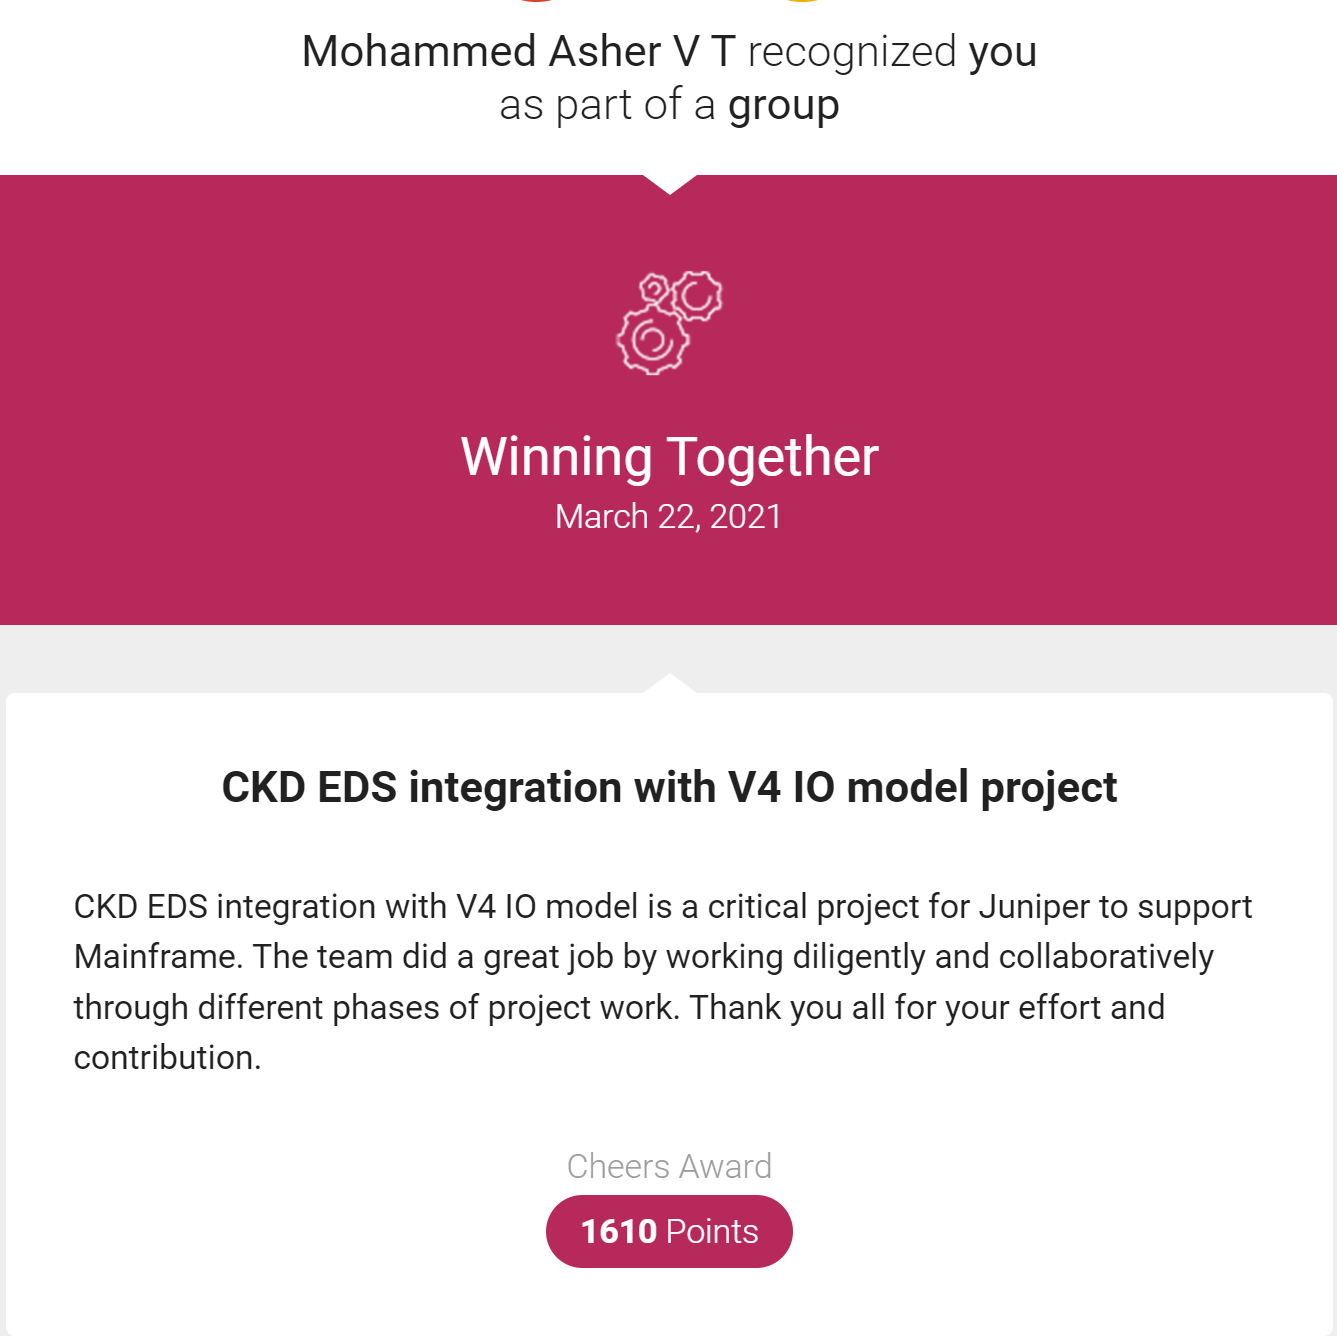 Mohammed Asher V T recognized you
as part of a group
Winning Together
March 22, 2021
CKD EDS integration with V4 IO model project
CKD EDS integration with V4 IO model is a critical project for Juniper to support
Mainframe. The team did a great job by working diligently and collaboratively
through different phases of project work. Thank you all for your effort and
contribution.
Cheers Award
1610 Points